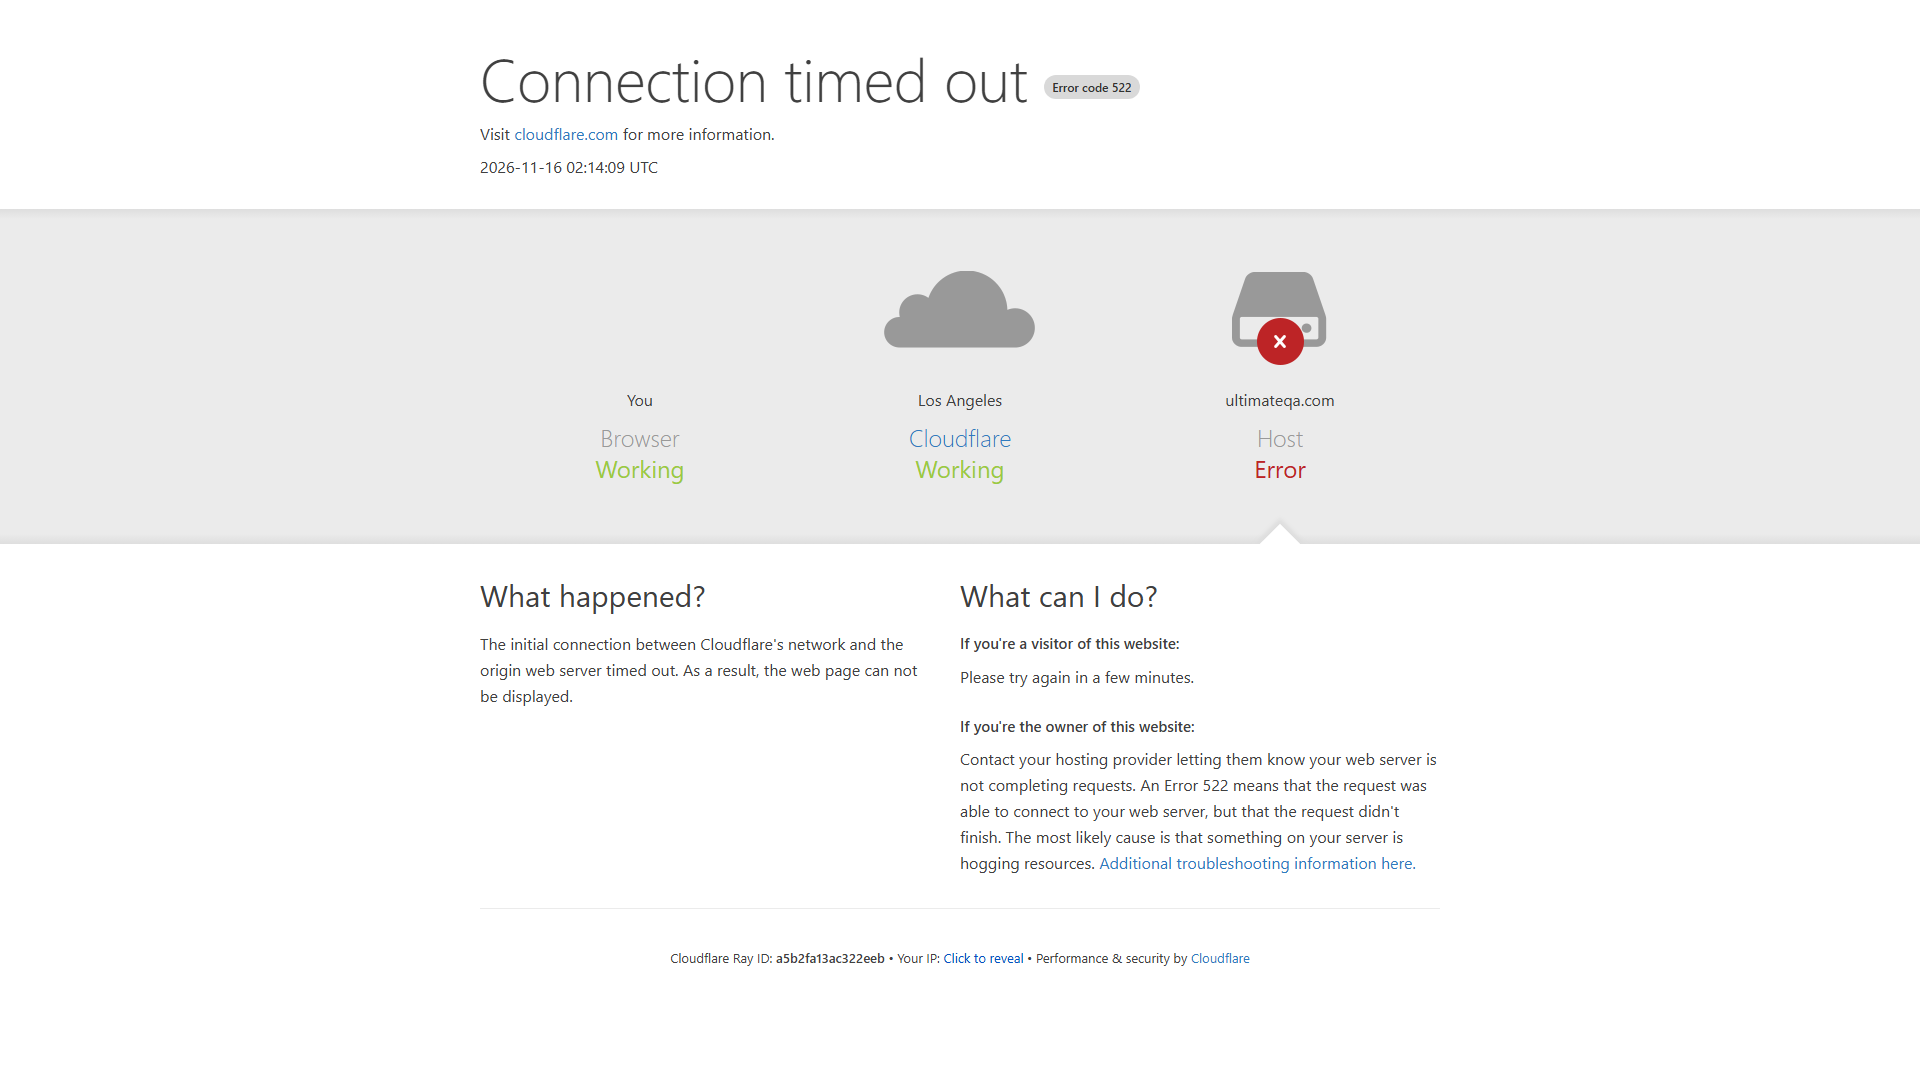 Connection timed out Error code 522
Visit cloudflare.com for more information.
2026-11-16 02:14:09 UTC
You
Browser
Working
Los Angeles
Cloudflare
Working
ultimateqa.com
Host
Error
What happened?
The initial connection between Cloudflare's network and the
origin web server timed out. As a result, the web page can not
be displayed.
What can I do?
If you're a visitor of this website:
Please try again in a few minutes.
If you're the owner of this website:
Contact your hosting provider letting them know your web server is
not completing requests. An Error 522 means that the request was
able to connect to your web server, but that the request didn't
finish. The most likely cause is that something on your server is
hogging resources. Additional troubleshooting information here.
Cloudflare Ray ID: a5b2fa13ac322eeb • Your IP: Click to reveal • Performance & security by Cloudflare